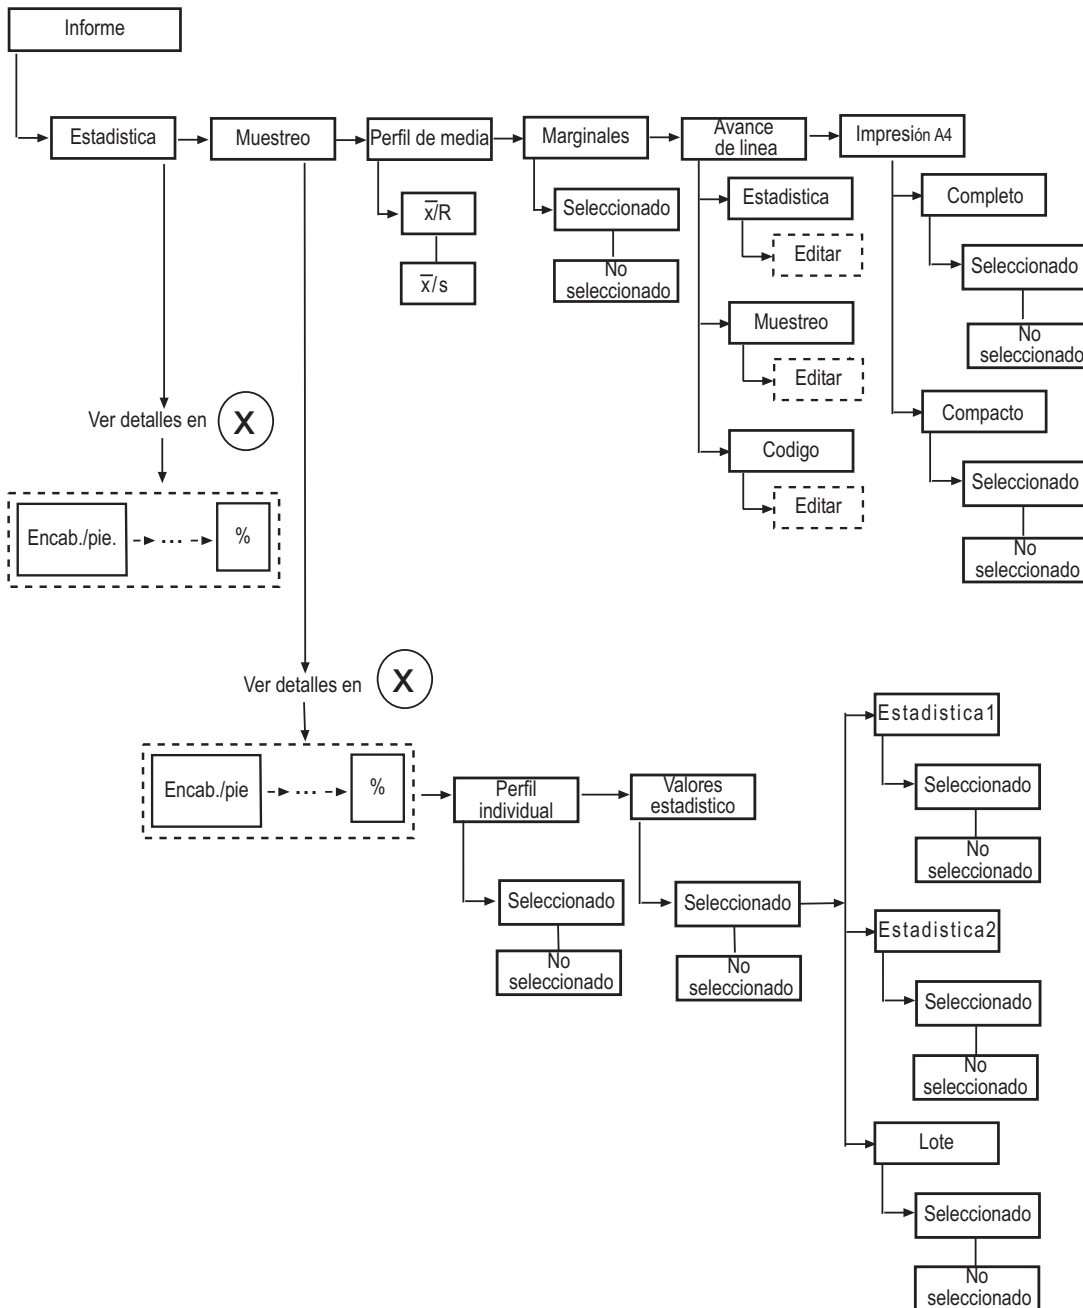 Informe
Estadistica
Muestreo
Perfil de media
Marginales
Avance
de linea
Impresión A4
x̅/R
x̅/s
Seleccionado
No
seleccionado
Estadistica
Editar
Muestreo
Editar
Codigo
Editar
Completo
Seleccionado
No
seleccionado
Compacto
Seleccionado
No
seleccionado
Ver detalles en
X
Encab./pie.
...
%
Ver detalles en
X
Encab./pie
...
%
Perfil
individual
Seleccionado
No
seleccionado
Valores
estadistico
Seleccionado
No
seleccionado
Estadistica1
Seleccionado
No
seleccionado
Estadistica2
Seleccionado
No
seleccionado
Lote
Seleccionado
No
seleccionado